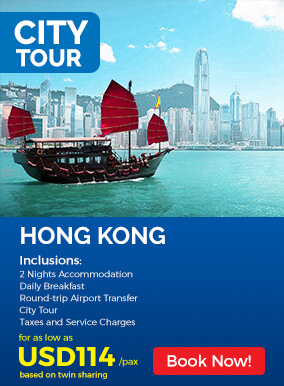 CITY
TOUR
HONG KONG
Inclusions:
2 Nights Accommodation
Daily Breakfast
Round-trip Airport Transfer
City Tour
Taxes and Service Charges
for as low as
USD114 /pax
based on twin sharing
Book Now!